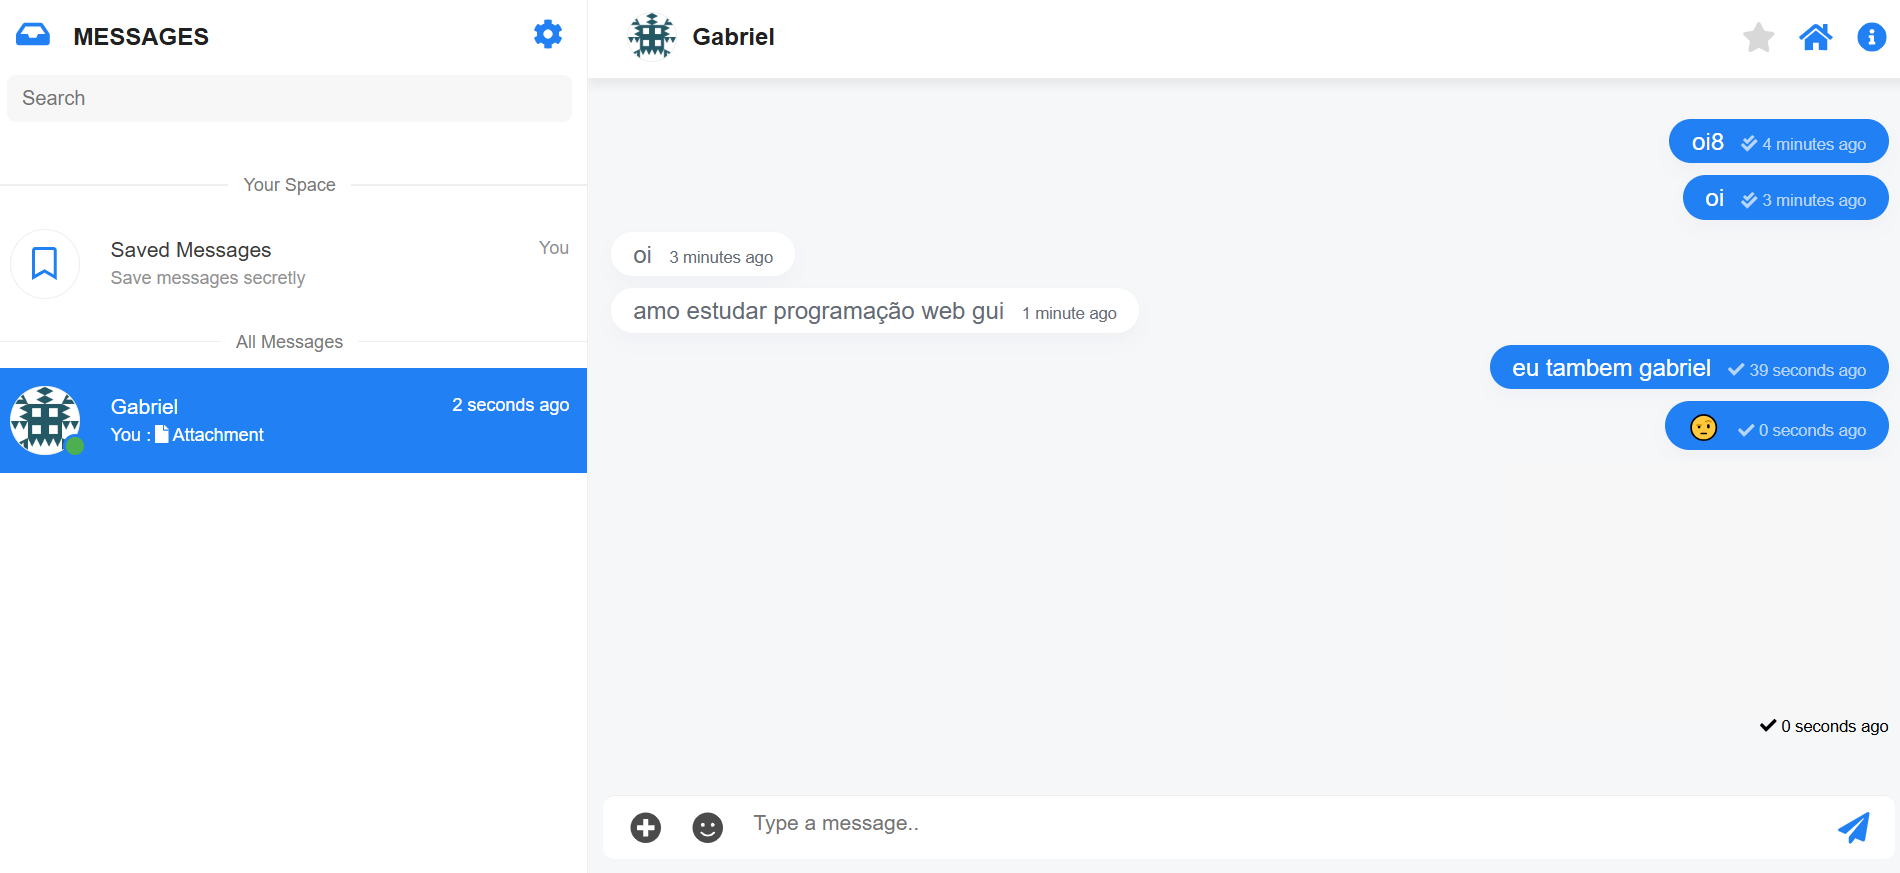 MESSAGES
Search
Your Space
Saved Messages
You
Save messages secretly
All Messages
Gabriel
2 seconds ago
You : Attachment
Gabriel
oi8 4 minutes ago
oi 3 minutes ago
oi 3 minutes ago
amo estudar programação web gui 1 minute ago
eu tambem gabriel 39 seconds ago
0 seconds ago
0 seconds ago
Type a message..